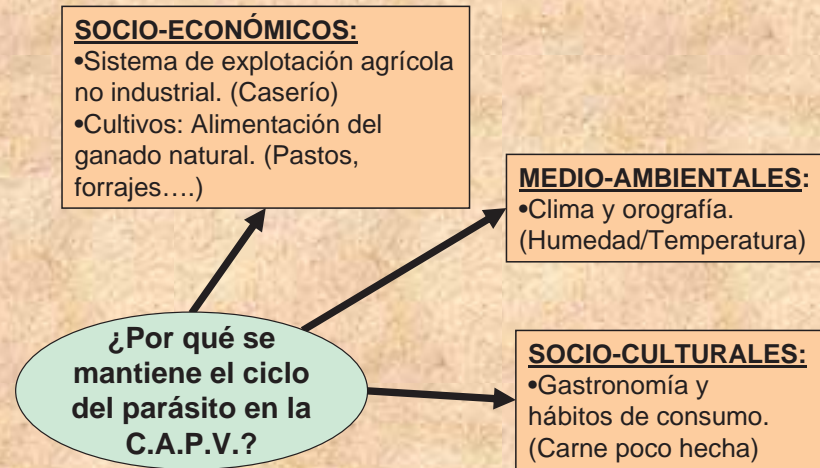 SOCIO-ECONÓMICOS:
•Sistema de explotación agrícola
no industrial. (Caserío)
•Cultivos: Alimentación del
ganado natural. (Pastos,
forrajes….)
MEDIO-AMBIENTALES:
•Clima y orografía.
(Humedad/Temperatura)
¿Por qué se
mantiene el ciclo
del parásito en la
C.A.P.V.?
SOCIO-CULTURALES:
•Gastronomía y
hábitos de consumo.
(Carne poco hecha)